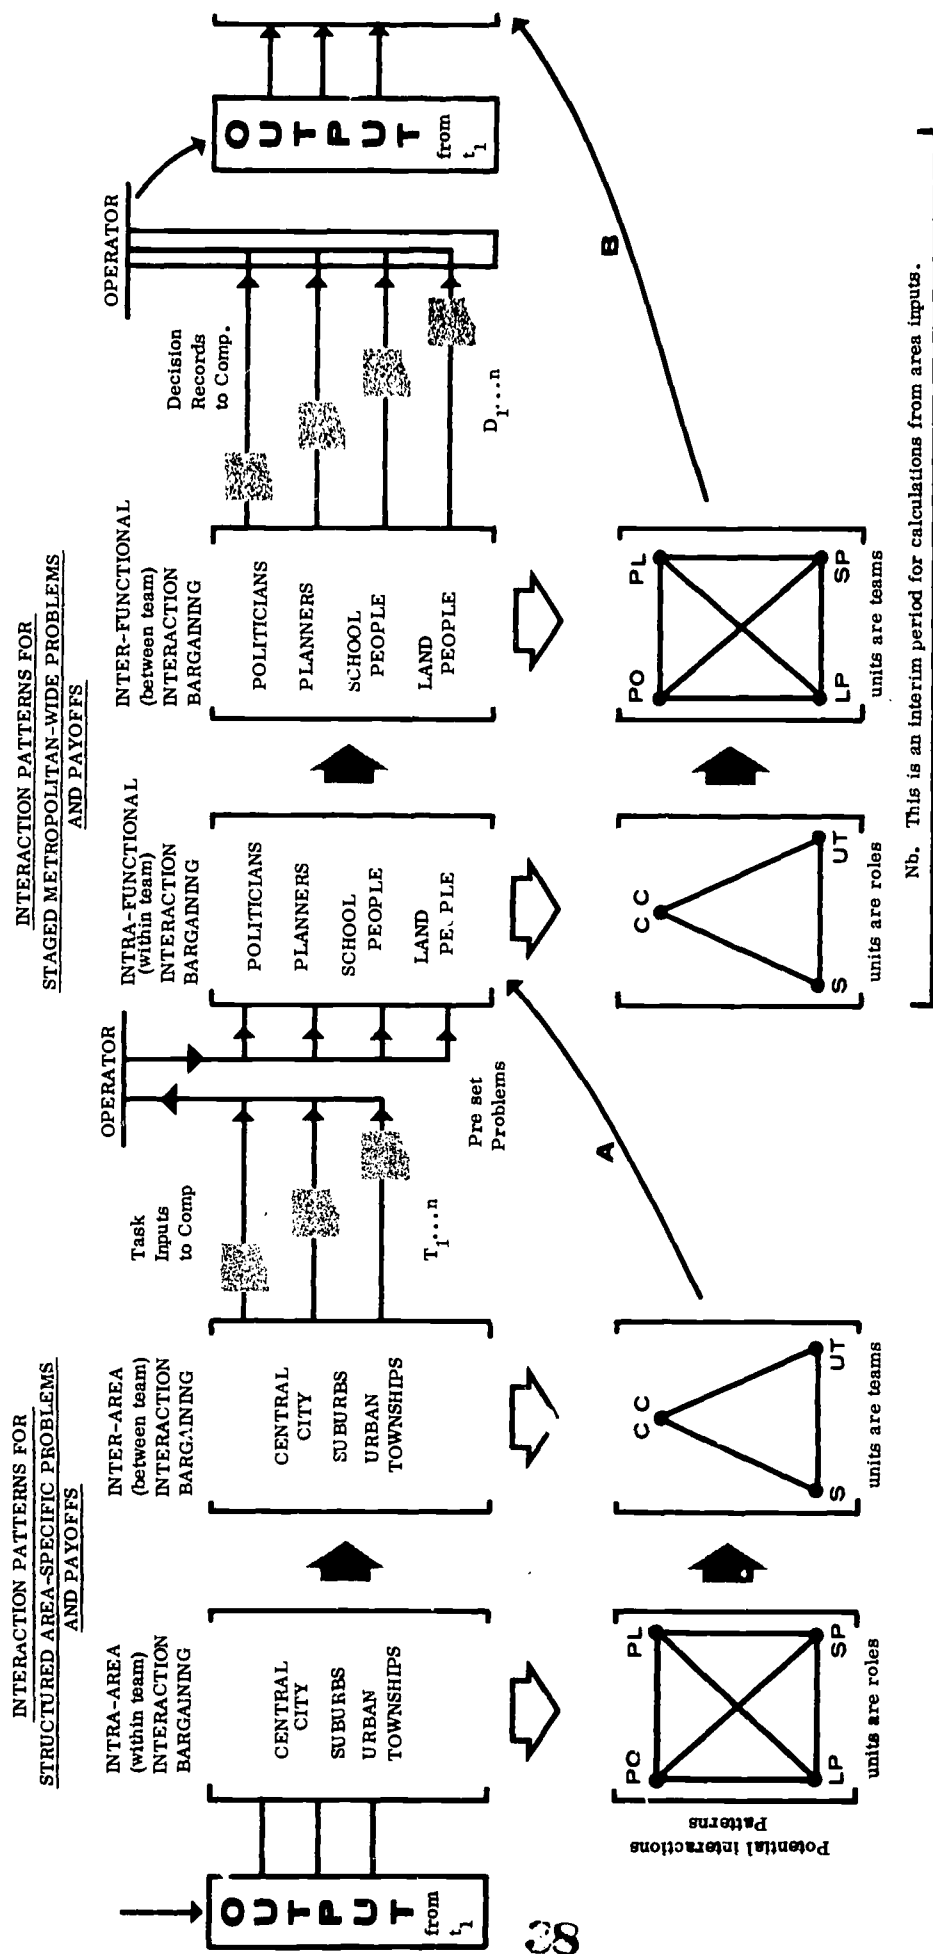 INTERACTION PATTERNS FOR
STRUCTURED AREA-SPECIFIC PROBLEMS
AND PAYOFFS
INTERACTION PATTERNS FOR
STAGED METROPOLITAN-WIDE PROBLEMS
AND PAYOFFS
INTRA-AREA
(within team)
INTERACTION
BARGAINING
INTER-AREA
(between team)
INTERACTION
BARGAINING
OPERATOR
INTRA-FUNCTIONAL
(within team)
INTERACTION
BARGAINING
INTER-FUNCTIONAL
(between team)
INTERACTION
BARGAINING
OPERATOR
OUTPUT
from
t1
CENTRAL
CITY
SUBURBS
URBAN
TOWNSHIPS
CENTRAL
CITY
SUBURBS
URBAN
TOWNSHIPS
Task
Inputs
to Comp
T1...n
Pre set
Problems
POLITICIANS
PLANNERS
SCHOOL
PEOPLE
LAND
PE.PLE
POLITICIANS
PLANNERS
SCHOOL
PEOPLE
LAND
PEOPLE
Decision
Records
to Comp.
D1...n
OUTPUT
from
t1
A
B
Potential interactions
Patterns
PO
PL
LP
SP
units are roles
CC
S
UT
units are teams
CC
S
UT
units are roles
PO
PL
LP
SP
units are teams
Nb. This is an interim period for calculations from area inputs.
38